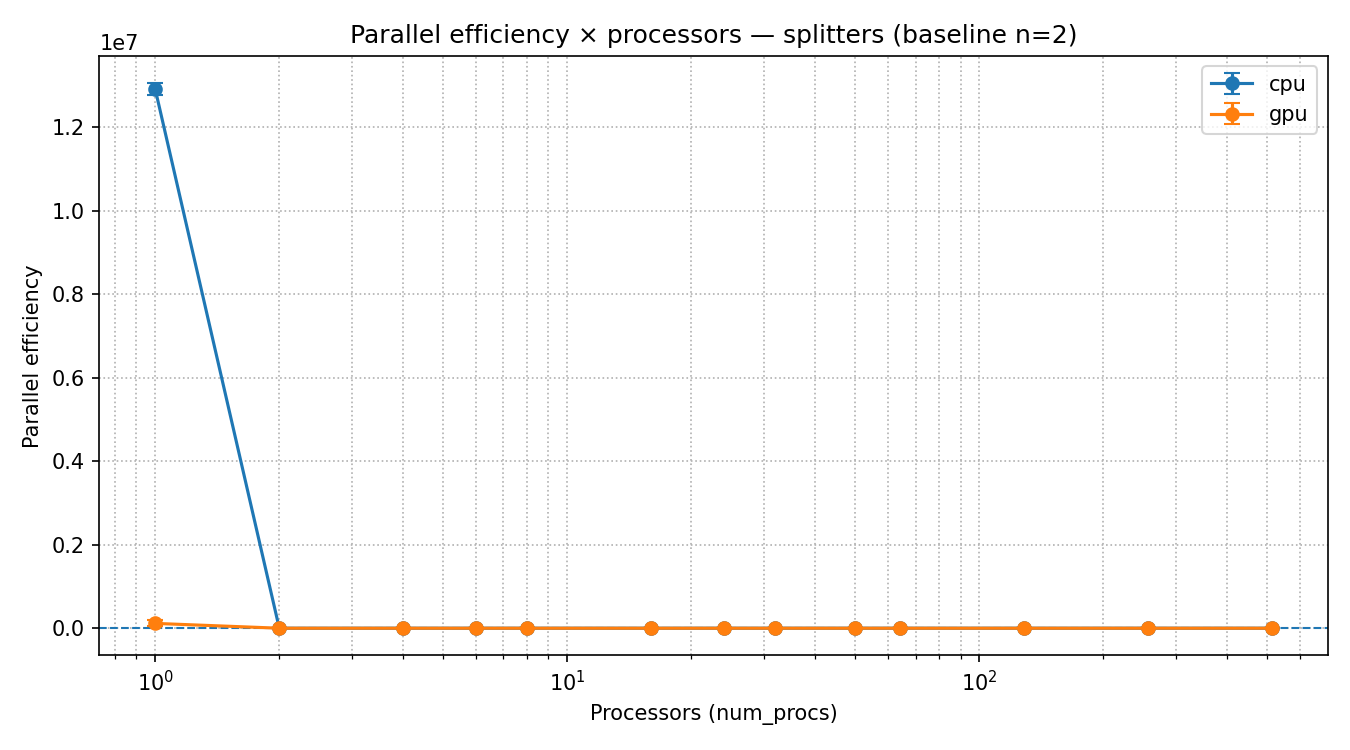 Parallel efficiency × processors — splitters (baseline n=2)
1e7
cpu
gpu
1.2
1.0
0.8
0.6
0.4
0.2
0.0
Parallel efficiency
10⁰
10¹
10²
Processors (num_procs)